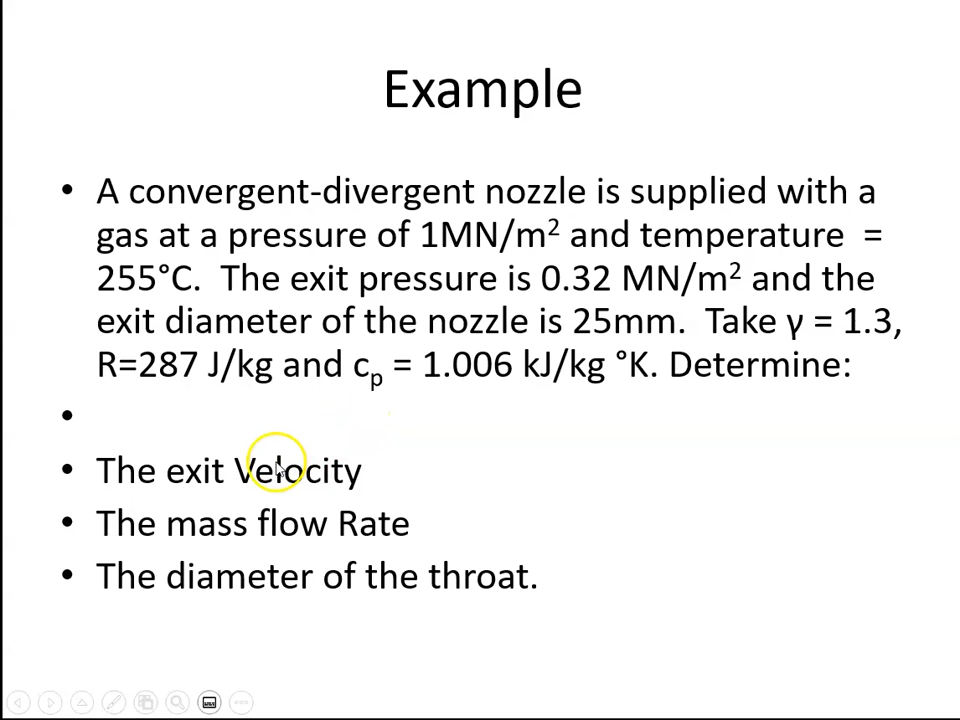 Example
• A convergent-divergent nozzle is supplied with a
gas at a pressure of 1MN/m² and temperature =
255°C. The exit pressure is 0.32 MN/m² and the
exit diameter of the nozzle is 25mm. Take γ = 1.3,
R=287 J/kg and cₚ = 1.006 kJ/kg °K. Determine:
•
• The exit Velocity
• The mass flow Rate
• The diameter of the throat.